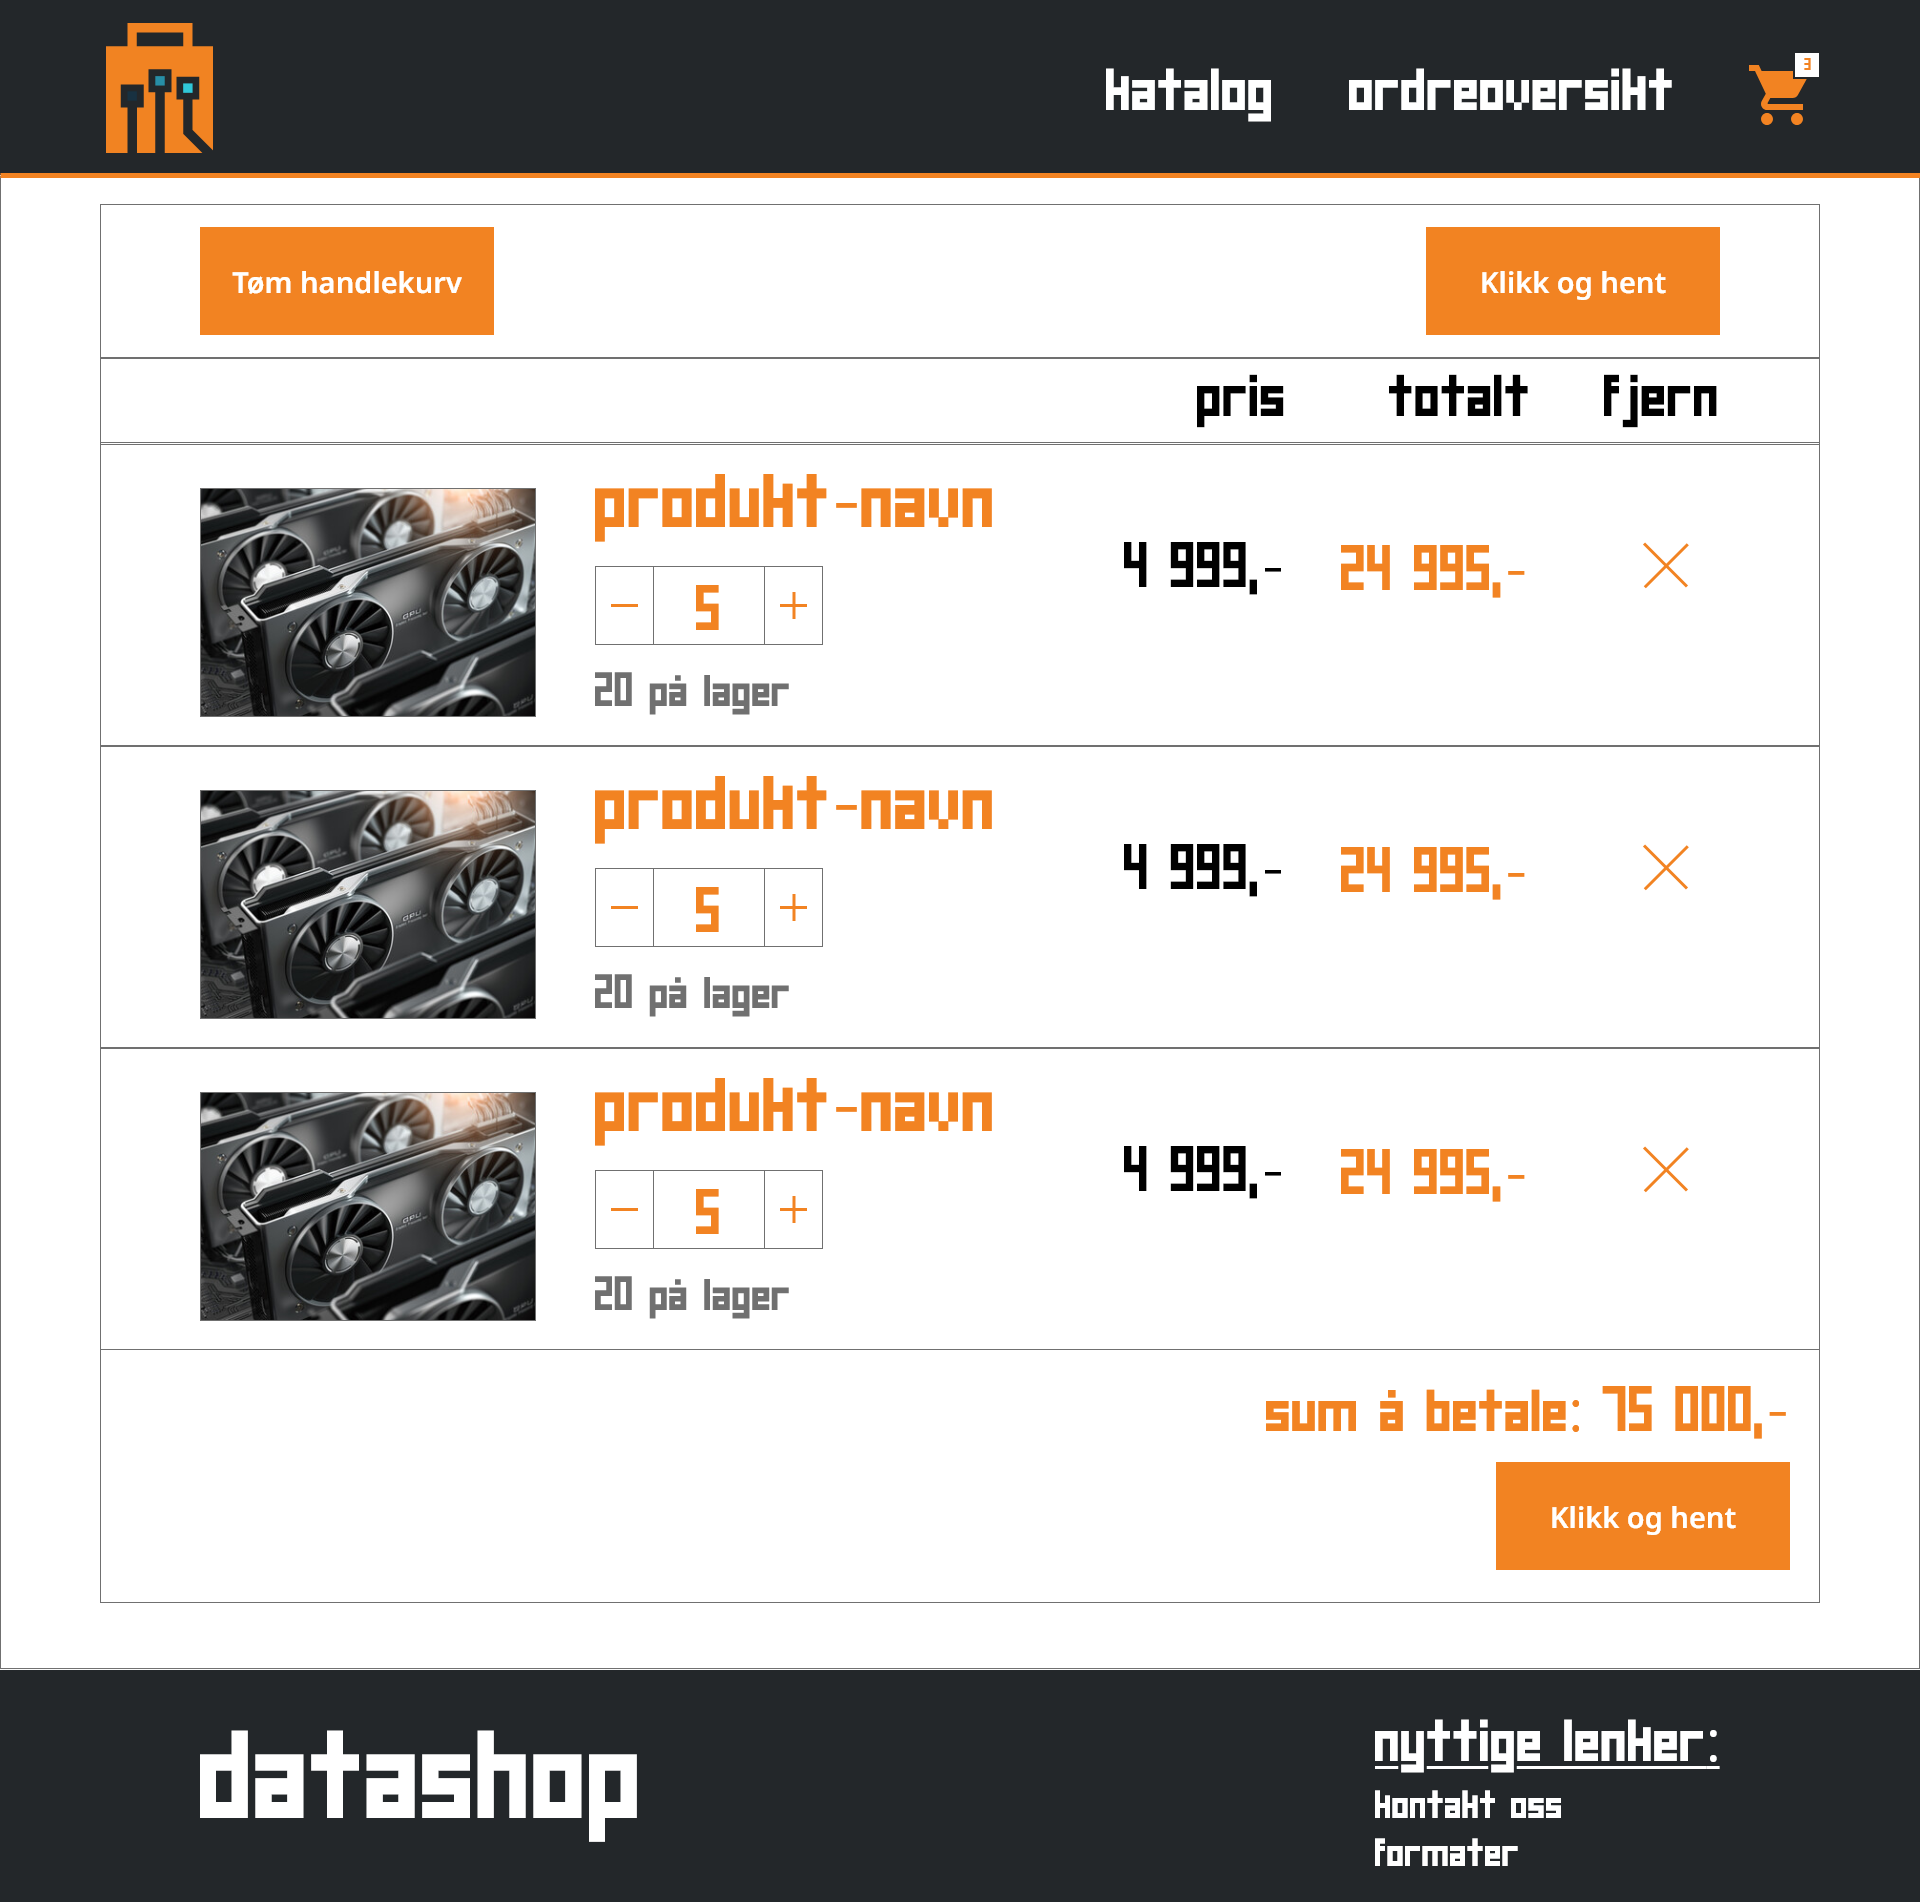 katalog
ordreoversikt
3
Tøm handlekurv
Klikk og hent
pris totalt fjern
produkt-navn
4 999,- 24 995,-
- 5 +
20 på lager
produkt-navn
4 999,- 24 995,-
- 5 +
20 på lager
produkt-navn
4 999,- 24 995,-
- 5 +
20 på lager
sum å betale: 75 000,-
Klikk og hent
datashop
nyttige lenker:
kontakt oss
formater